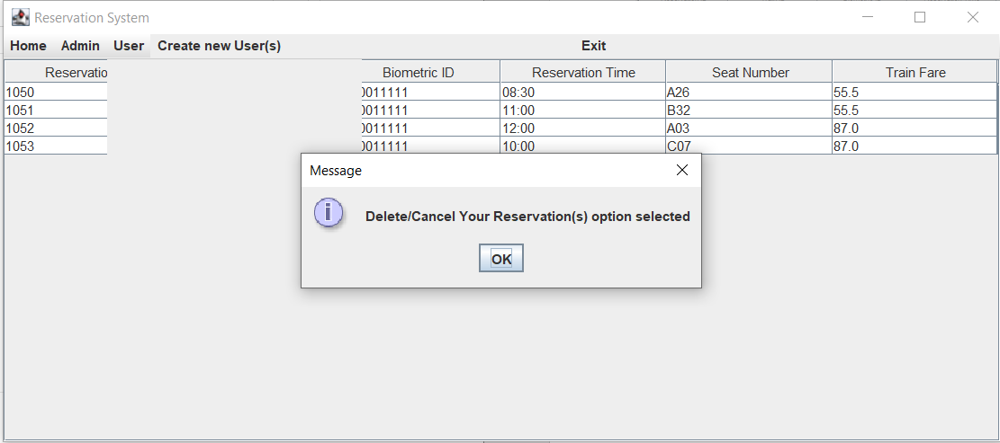 Reservation System
Home Admin User Create new User(s) Exit
Biometric ID Reservation Time Seat Number Train Fare
1050 0011111 08:30 A26 55.5
1051 0011111 11:00 B32 55.5
1052 0011111 12:00 A03 87.0
1053 0011111 10:00 C07 87.0
Message
Delete/Cancel Your Reservation(s) option selected
OK